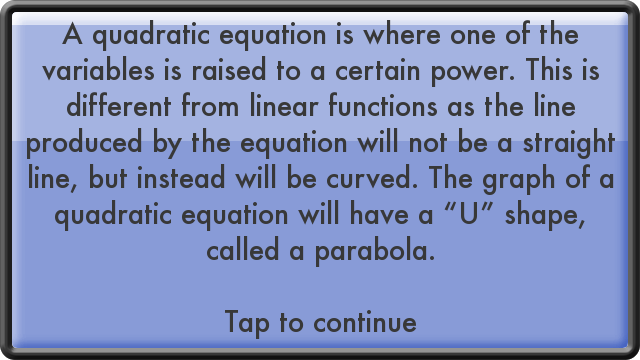 A quadratic equation is where one of the
variables is raised to a certain power. This is
different from linear functions as the line
produced by the equation will not be a straight
line, but instead will be curved. The graph of a
quadratic equation will have a “U” shape,
called a parabola.
Tap to continue